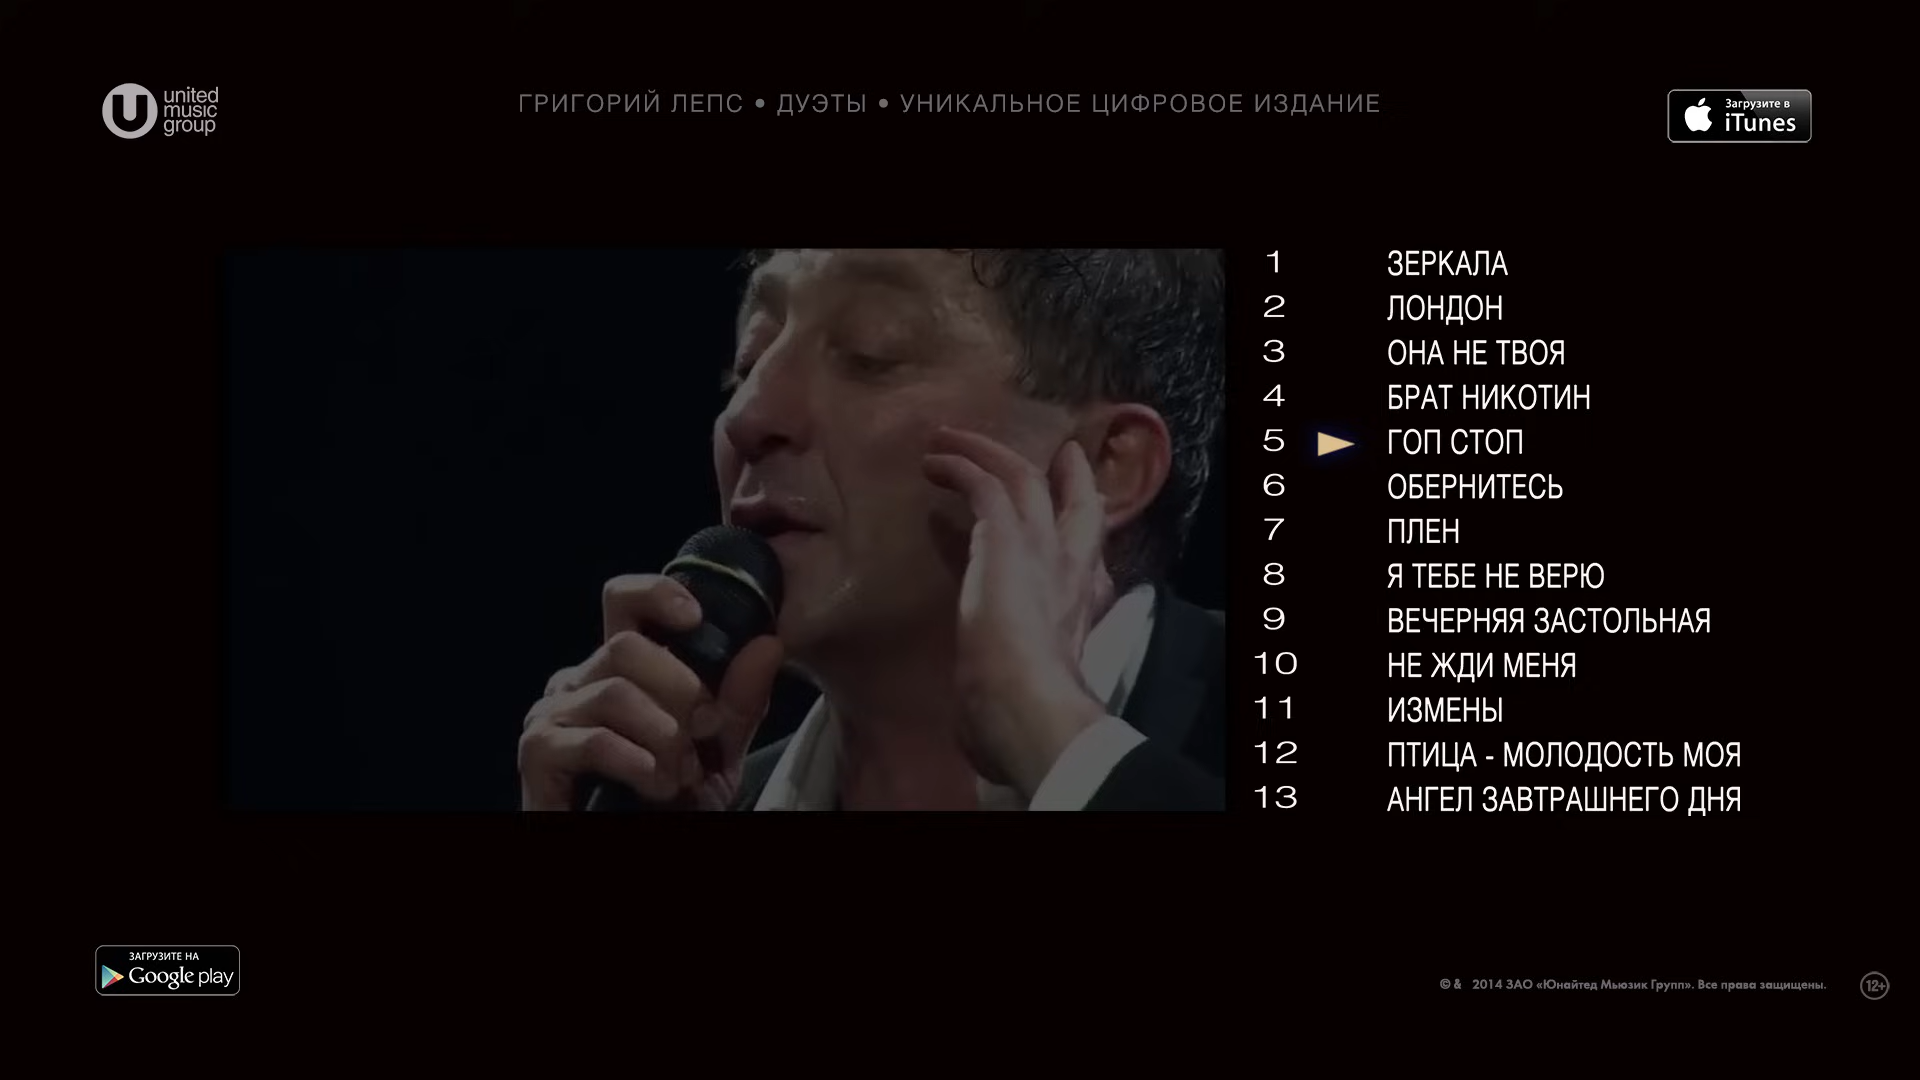 united
music
group
ГРИГОРИЙ ЛЕПС • ДУЭТЫ • УНИКАЛЬНОЕ ЦИФРОВОЕ ИЗДАНИЕ
Загрузите в
iTunes
1 ЗЕРКАЛА
2 ЛОНДОН
3 ОНА НЕ ТВОЯ
4 БРАТ НИКОТИН
5 ГОП СТОП
6 ОБЕРНИТЕСЬ
7 ПЛЕН
8 Я ТЕБЕ НЕ ВЕРЮ
9 ВЕЧЕРНЯЯ ЗАСТОЛЬНАЯ
10 НЕ ЖДИ МЕНЯ
11 ИЗМЕНЫ
12 ПТИЦА - МОЛОДОСТЬ МОЯ
13 АНГЕЛ ЗАВТРАШНЕГО ДНЯ
ЗАГРУЗИТЕ НА
Google play
© & 2014 ЗАО «Юнайтед Мьюзик Групп». Все права защищены.
12+